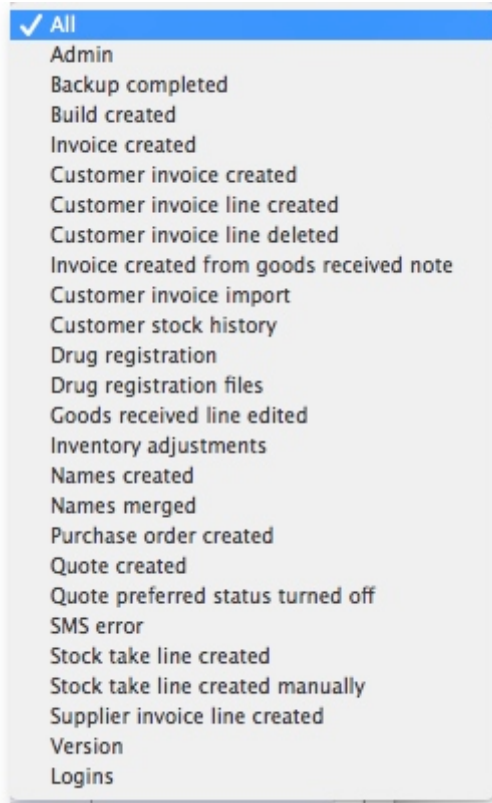 All
Admin
Backup completed
Build created
Invoice created
Customer invoice created
Customer invoice line created
Customer invoice line deleted
Invoice created from goods received note
Customer invoice import
Customer stock history
Drug registration
Drug registration files
Goods received line edited
Inventory adjustments
Names created
Names merged
Purchase order created
Quote created
Quote preferred status turned off
SMS error
Stock take line created
Stock take line created manually
Supplier invoice line created
Version
Logins